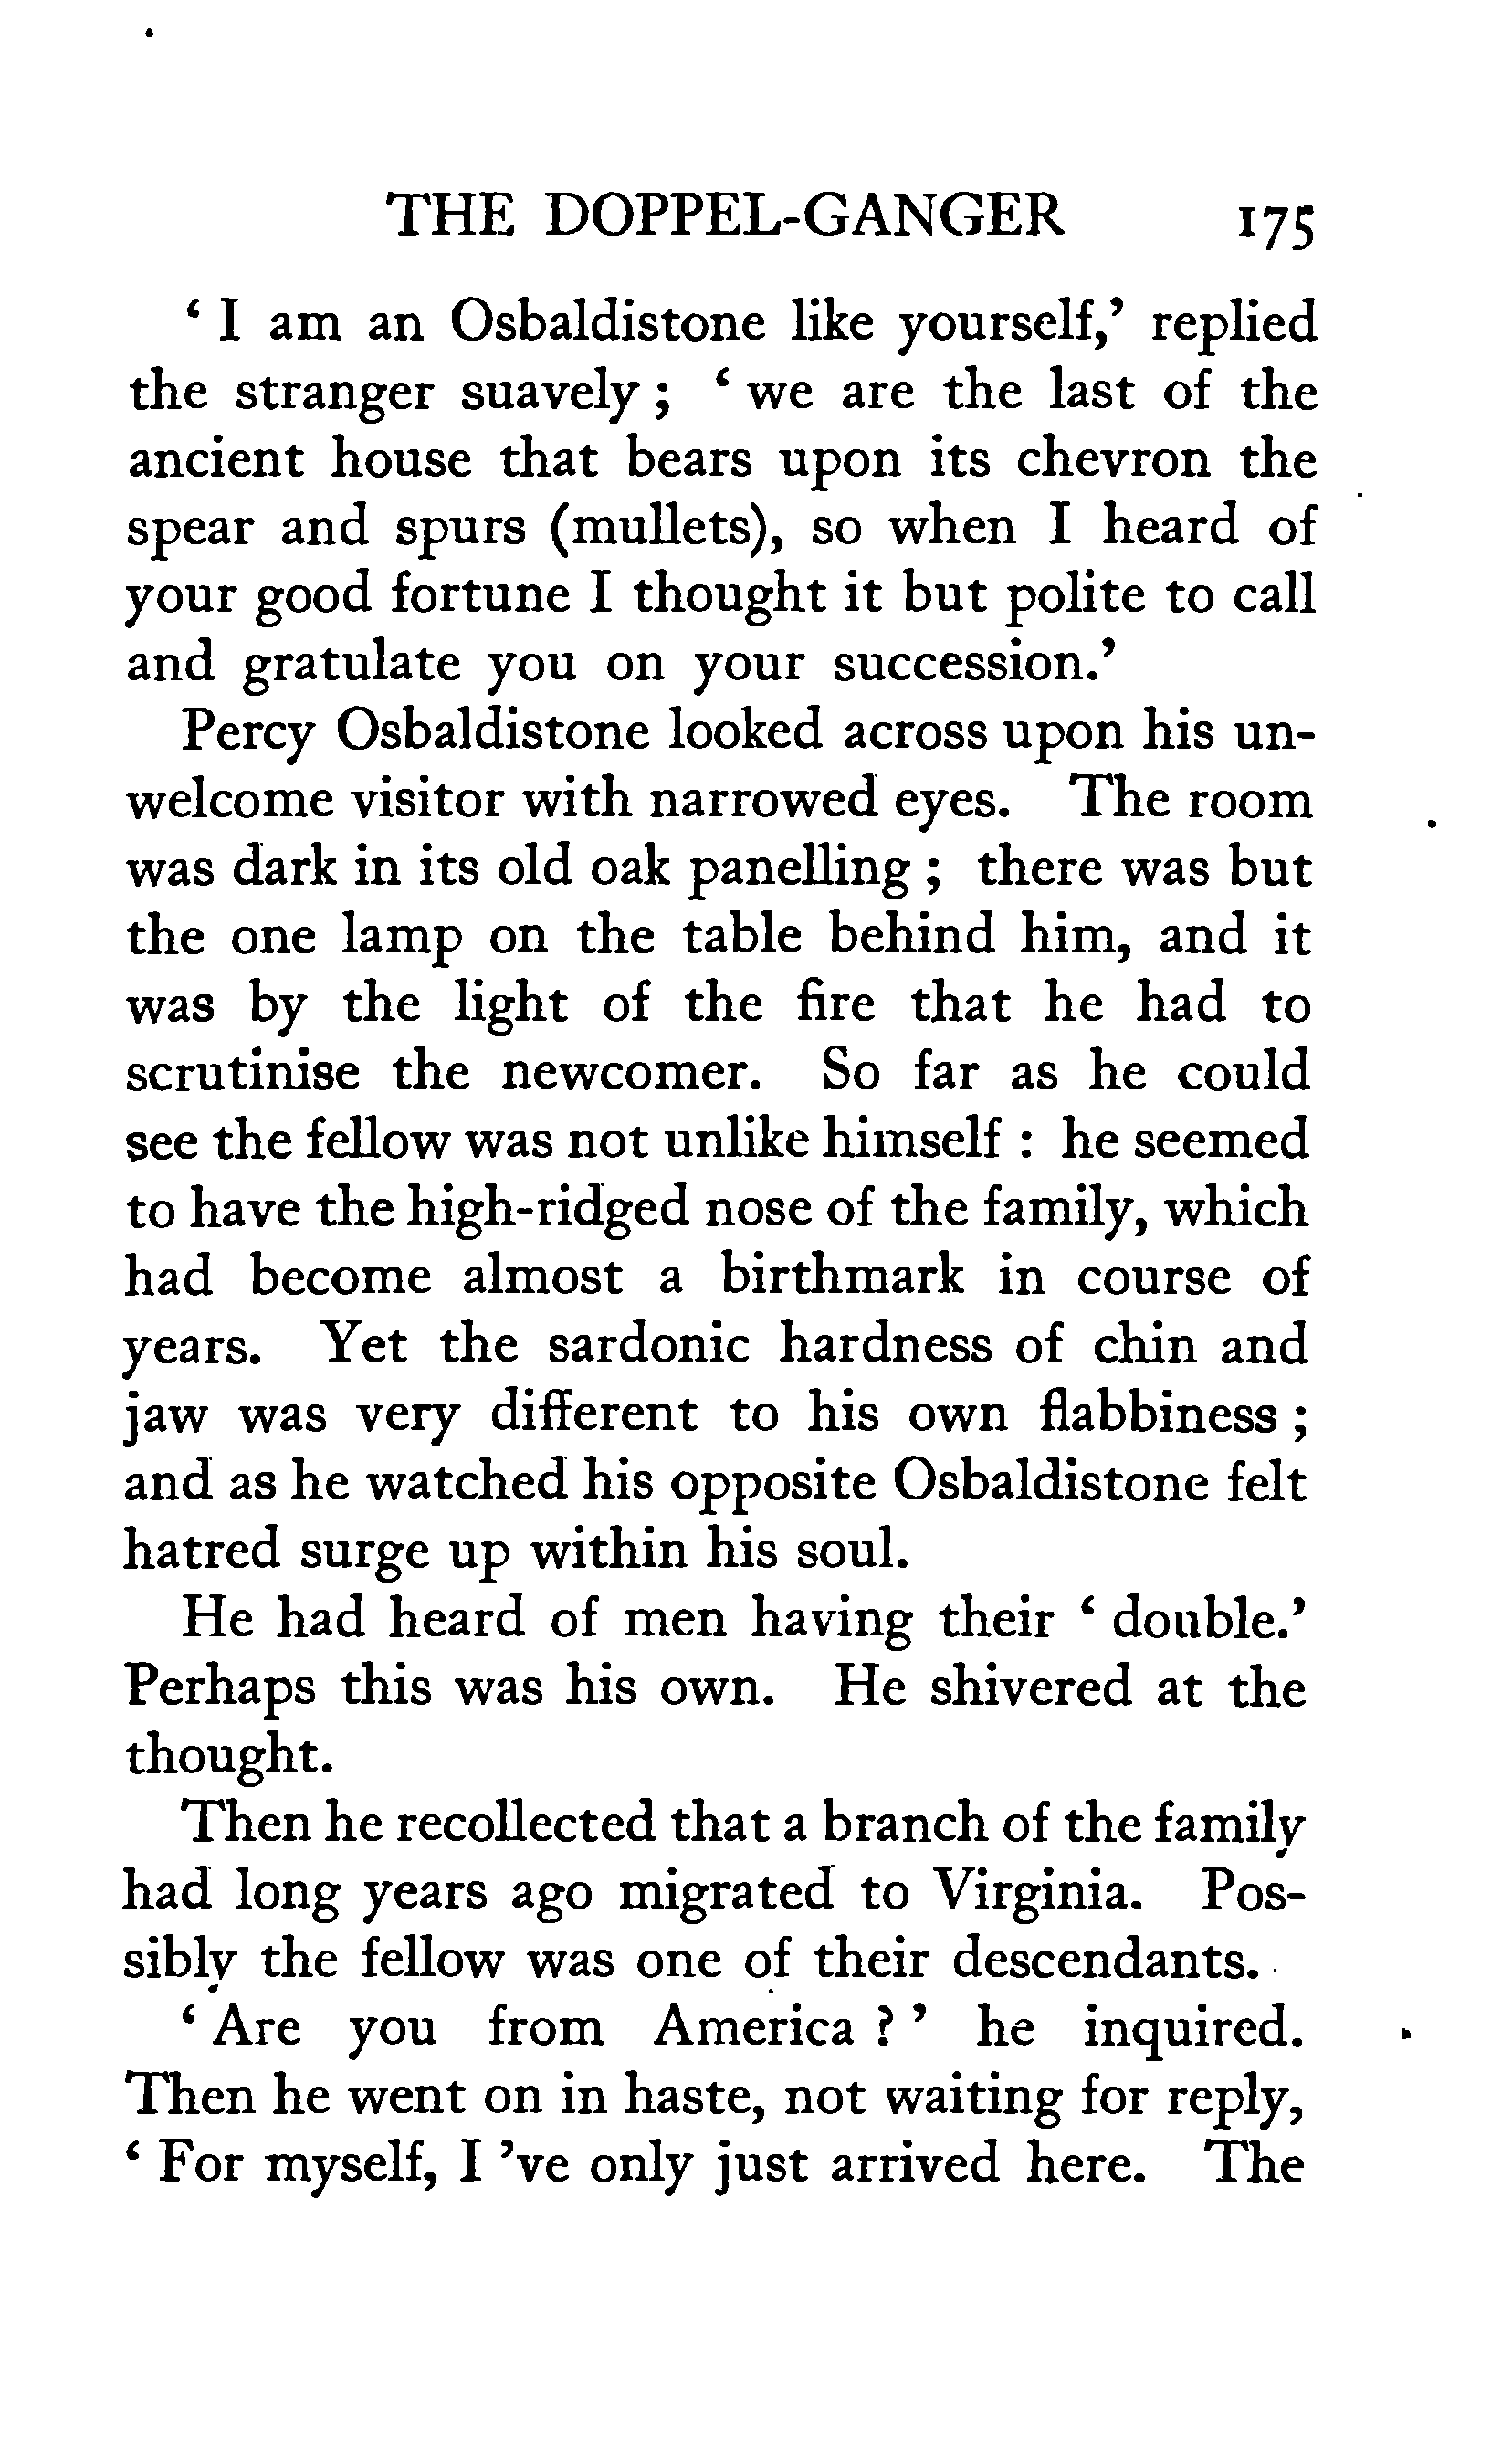 THE DOPPEL-GANGER 175
‘ I am an Osbaldistone like yourself,’ replied
the stranger suavely ; ‘ we are the last of the
ancient house that bears upon its chevron the
spear and spurs (mullets), so when I heard of
your good fortune I thought it but polite to call
and gratulate you on your succession.’
Percy Osbaldistone looked across upon his un-
welcome visitor with narrowed eyes. The room
was dark in its old oak panelling ; there was but
the one lamp on the table behind him, and it
was by the light of the fire that he had to
scrutinise the newcomer. So far as he could
see the fellow was not unlike himself : he seemed
to have the high-ridged nose of the family, which
had become almost a birthmark in course of
years. Yet the sardonic hardness of chin and
jaw was very different to his own flabbiness ;
and as he watched his opposite Osbaldistone felt
hatred surge up within his soul.
He had heard of men having their ‘ double.’
Perhaps this was his own. He shivered at the
thought.
Then he recollected that a branch of the family
had long years ago migrated to Virginia. Pos-
sibly the fellow was one of their descendants.
‘ Are you from America ? ’ he inquired.
Then he went on in haste, not waiting for reply,
‘ For myself, I ’ve only just arrived here. The